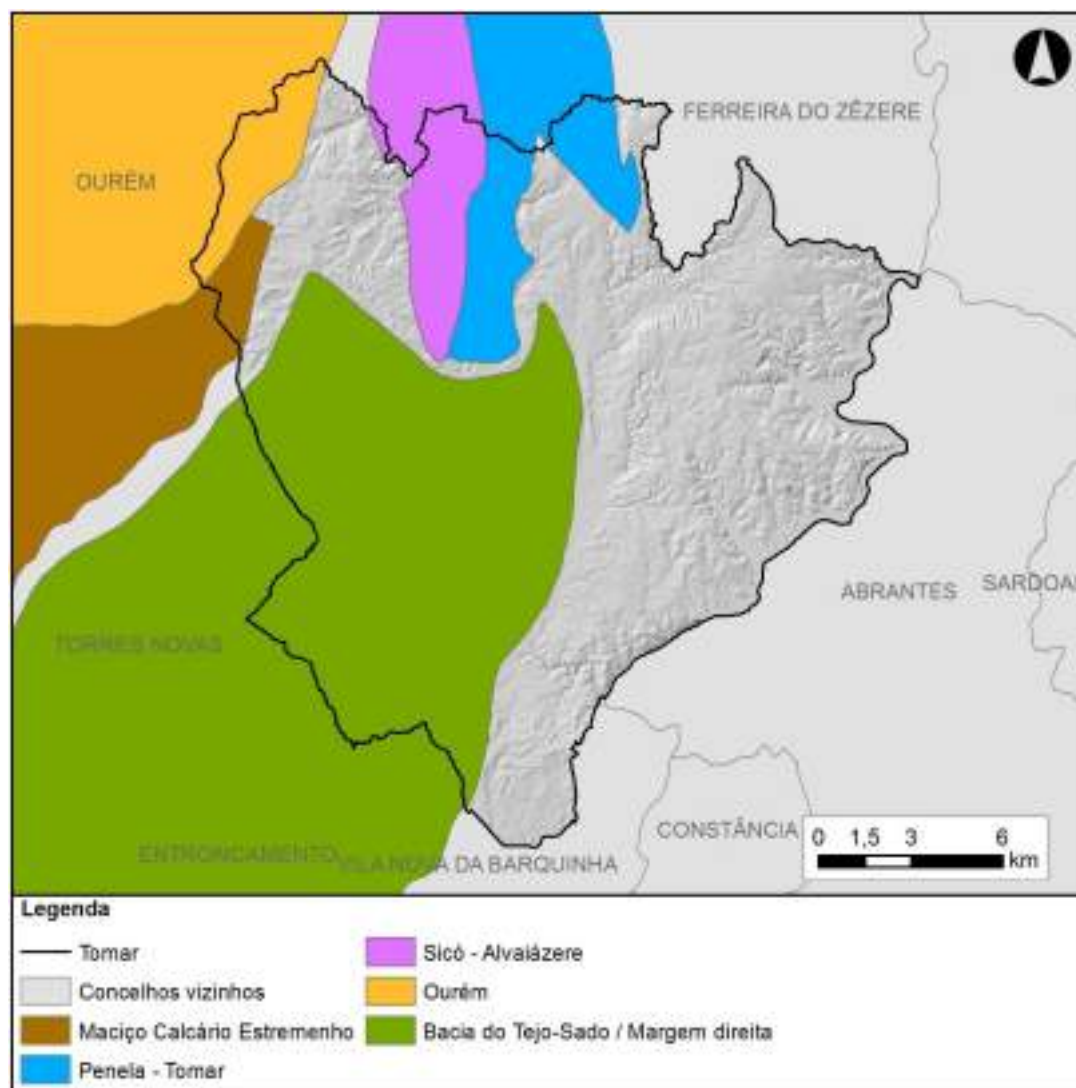 FERREIRA DO ZÊZERE
OURÉM
ABRANTES
SARDOAL
TORRES NOVAS
CONSTÂNCIA
ENTRONCAMENTO
VILA NOVA DA BARQUINHA
0 1,5 3 6
km
Legenda
Tomar
Concelhos vizinhos
Maciço Calcário Estremenho
Penela - Tomar
Sicó - Alvaiázere
Ourém
Bacia do Tejo-Sado / Margem direita